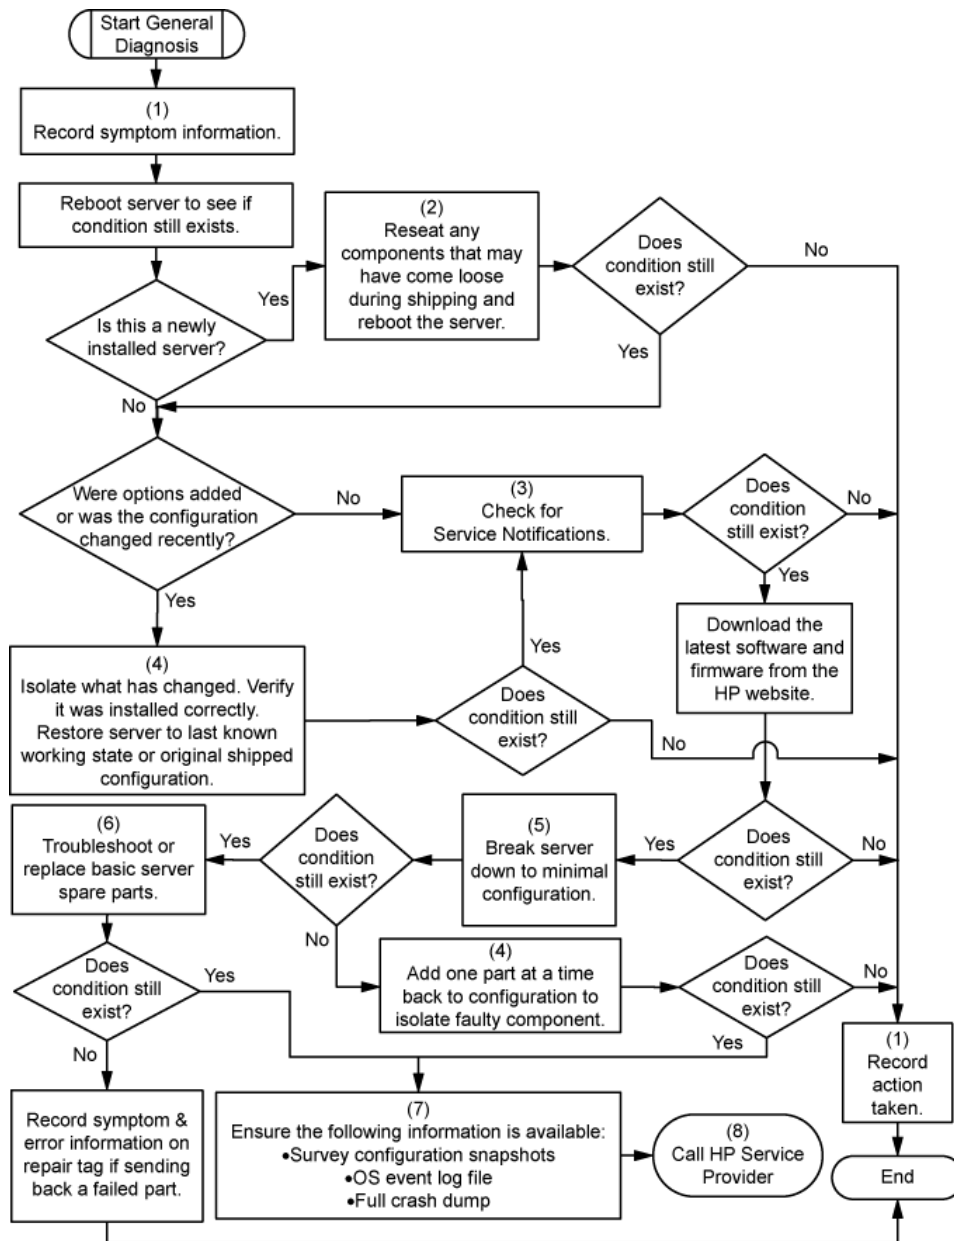 Start General
Diagnosis
(1)
Record symptom information.
Reboot server to see if
condition still exists.
(2)
Reseat any
components that may
have come loose
during shipping and
reboot the server.
Does
condition still
exist?
No
Yes
Yes
Is this a newly
installed server?
No
Were options added
or was the configuration
changed recently?
No
(3)
Check for
Service Notifications.
Does
condition
still exist?
No
Yes
Yes
Download the
latest software and
firmware from the
HP website.
(4)
Isolate what has changed. Verify
it was installed correctly.
Restore server to last known
working state or original shipped
configuration.
Yes
Does
condition still
exist?
No
(6)
Troubleshoot or
replace basic server
spare parts.
Yes
Does
condition
still exist?
(5)
Break server
down to minimal
configuration.
Yes
Does
condition still
exist?
No
No
(4)
Add one part at a time
back to configuration to
isolate faulty component.
Does
condition still
exist?
No
Yes
Does
condition still
exist?
Yes
No
Record symptom &
error information on
repair tag if sending
back a failed part.
(7)
Ensure the following information is available:
•Survey configuration snapshots
•OS event log file
•Full crash dump
(8)
Call HP Service
Provider
(1)
Record
action
taken.
End